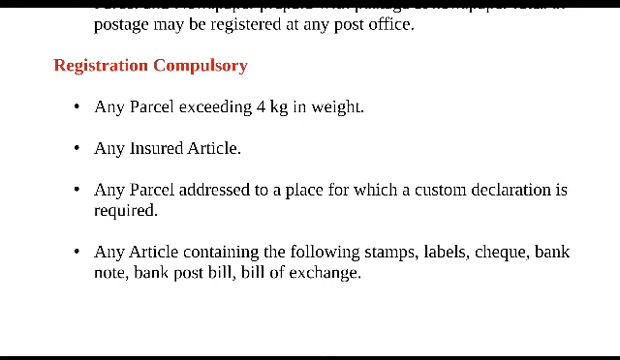 postage may be registered at any post office.
Registration Compulsory
• Any Parcel exceeding 4 kg in weight.
• Any Insured Article.
• Any Parcel addressed to a place for which a custom declaration is
required.
• Any Article containing the following stamps, labels, cheque, bank
note, bank post bill, bill of exchange.